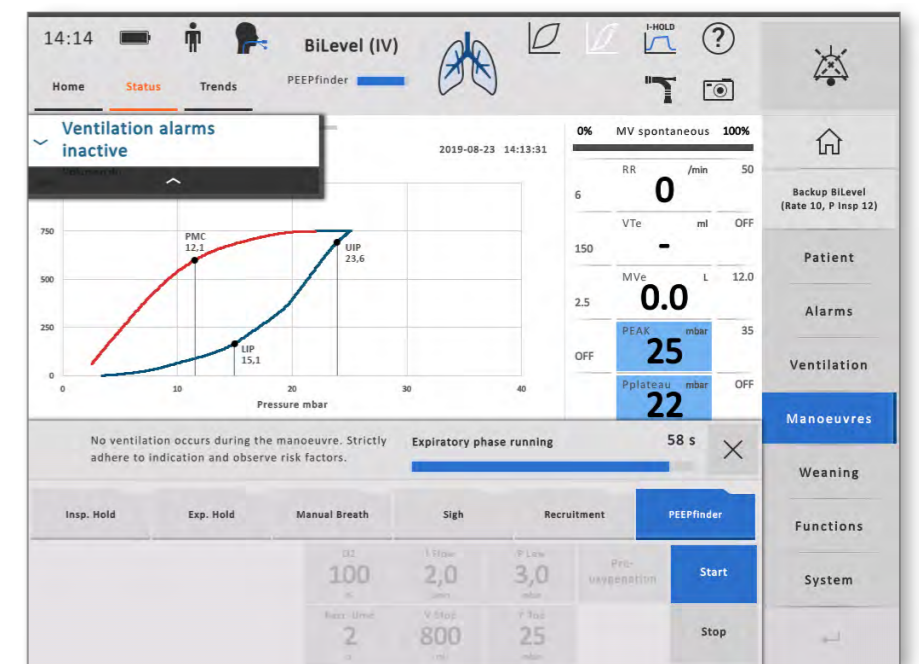 14:14
BiLevel (IV)
I-HOLD
?
Home
Status
Trends
PEEPfinder
Ventilation alarms
inactive
2019-08-23 14:13:31
0% MV spontaneous 100%
RR /min 50
6 0
VTe ml OFF
150 -
MVe L 12.0
2.5 0.0
PEAK mbar 35
OFF 25
Pplateau mbar OFF
22
750
500
250
0
PMC
12,1
UIP
23,6
LIP
15,1
0 10 20 30 40
Pressure mbar
Backup BiLevel
(Rate 10, P Insp 12)
Patient
Alarms
Ventilation
Manoeuvres
Weaning
Functions
System
No ventilation occurs during the manoeuvre. Strictly
adhere to indication and observe risk factors.
Expiratory phase running 58 s
Insp. Hold
Exp. Hold
Manual Breath
Sigh
Recruitment
PEEPfinder
O2
100
2,0
P Low
3,0
mbar
Pre-
oxygenation
Start
2
V Stop
800
25
mbar
Stop